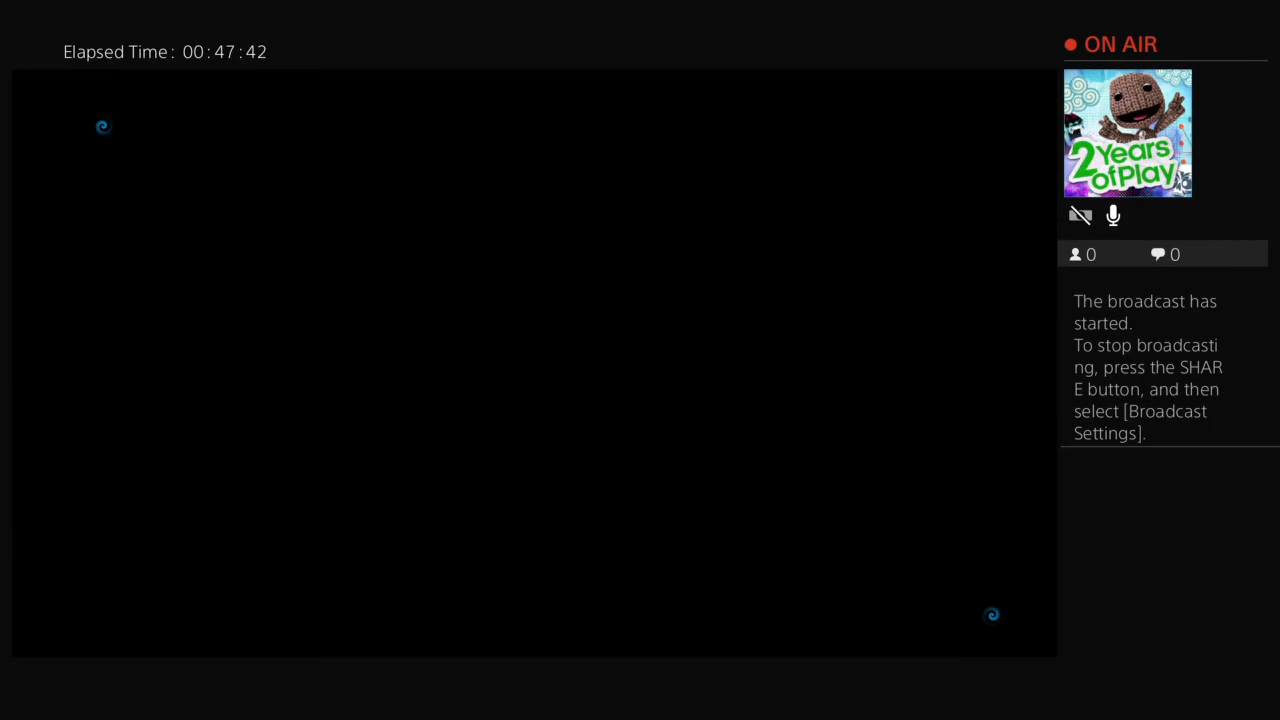 Elapsed Time: 00:47:42
ON AIR
2 Years
of Play
0 0
The broadcast has
started.
To stop broadcasti
ng, press the SHAR
E button, and then
select [Broadcast
Settings].